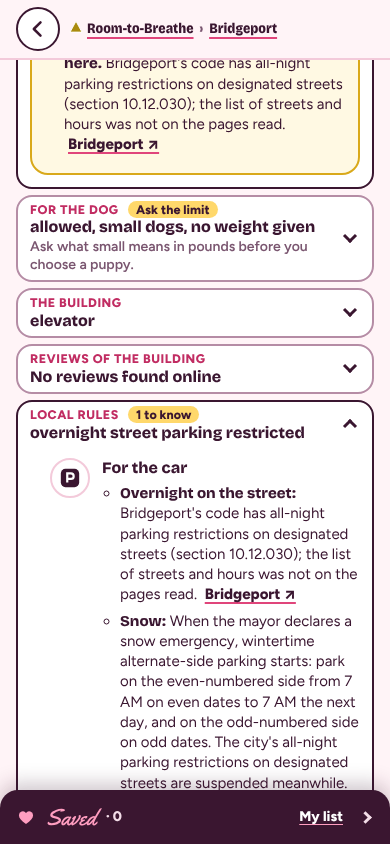 Room-to-Breathe › Bridgeport
here. Bridgeport's code has all-night
parking restrictions on designated streets
(section 10.12.030); the list of streets and
hours was not on the pages read.
Bridgeport ↗
FOR THE DOG Ask the limit
allowed, small dogs, no weight given
Ask what small means in pounds before you
choose a puppy.
THE BUILDING
elevator
REVIEWS OF THE BUILDING
No reviews found online
LOCAL RULES 1 to know
overnight street parking restricted
P
For the car
Overnight on the street:
Bridgeport's code has all-night
parking restrictions on designated
streets (section 10.12.030); the list
of streets and hours was not on the
pages read. Bridgeport ↗
Snow: When the mayor declares a
snow emergency, wintertime
alternate-side parking starts: park
on the even-numbered side from 7
AM on even dates to 7 AM the next
day, and on the odd-numbered side
on odd dates. The city's all-night
parking restrictions on designated
streets are suspended meanwhile.
Saved · 0 My list